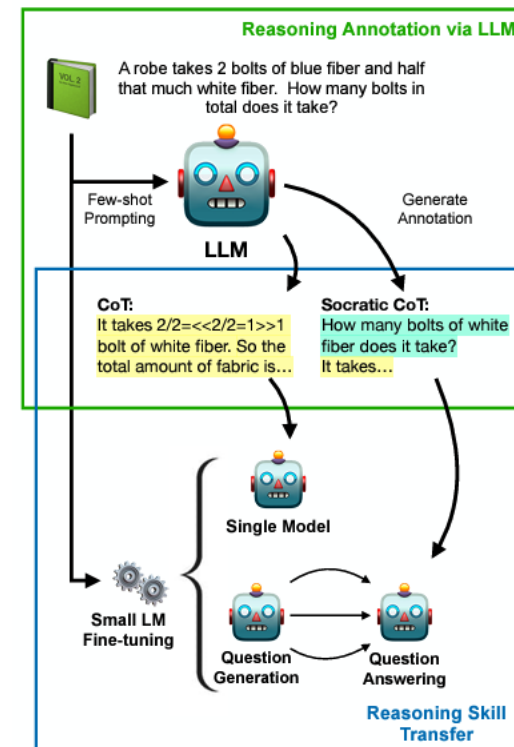 Reasoning Annotation via LLM
VOL. 2
A robe takes 2 bolts of blue fiber and half
that much white fiber. How many bolts in
total does it take?
Few-shot
Prompting
LLM
Generate
Annotation
CoT:
It takes 2/2=<<2/2=1>>1
bolt of white fiber. So the
total amount of fabric is…
Socratic CoT:
How many bolts of white
fiber does it take?
It takes…
Single Model
Small LM
Fine-tuning
Question
Generation
Question
Answering
Reasoning Skill
Transfer